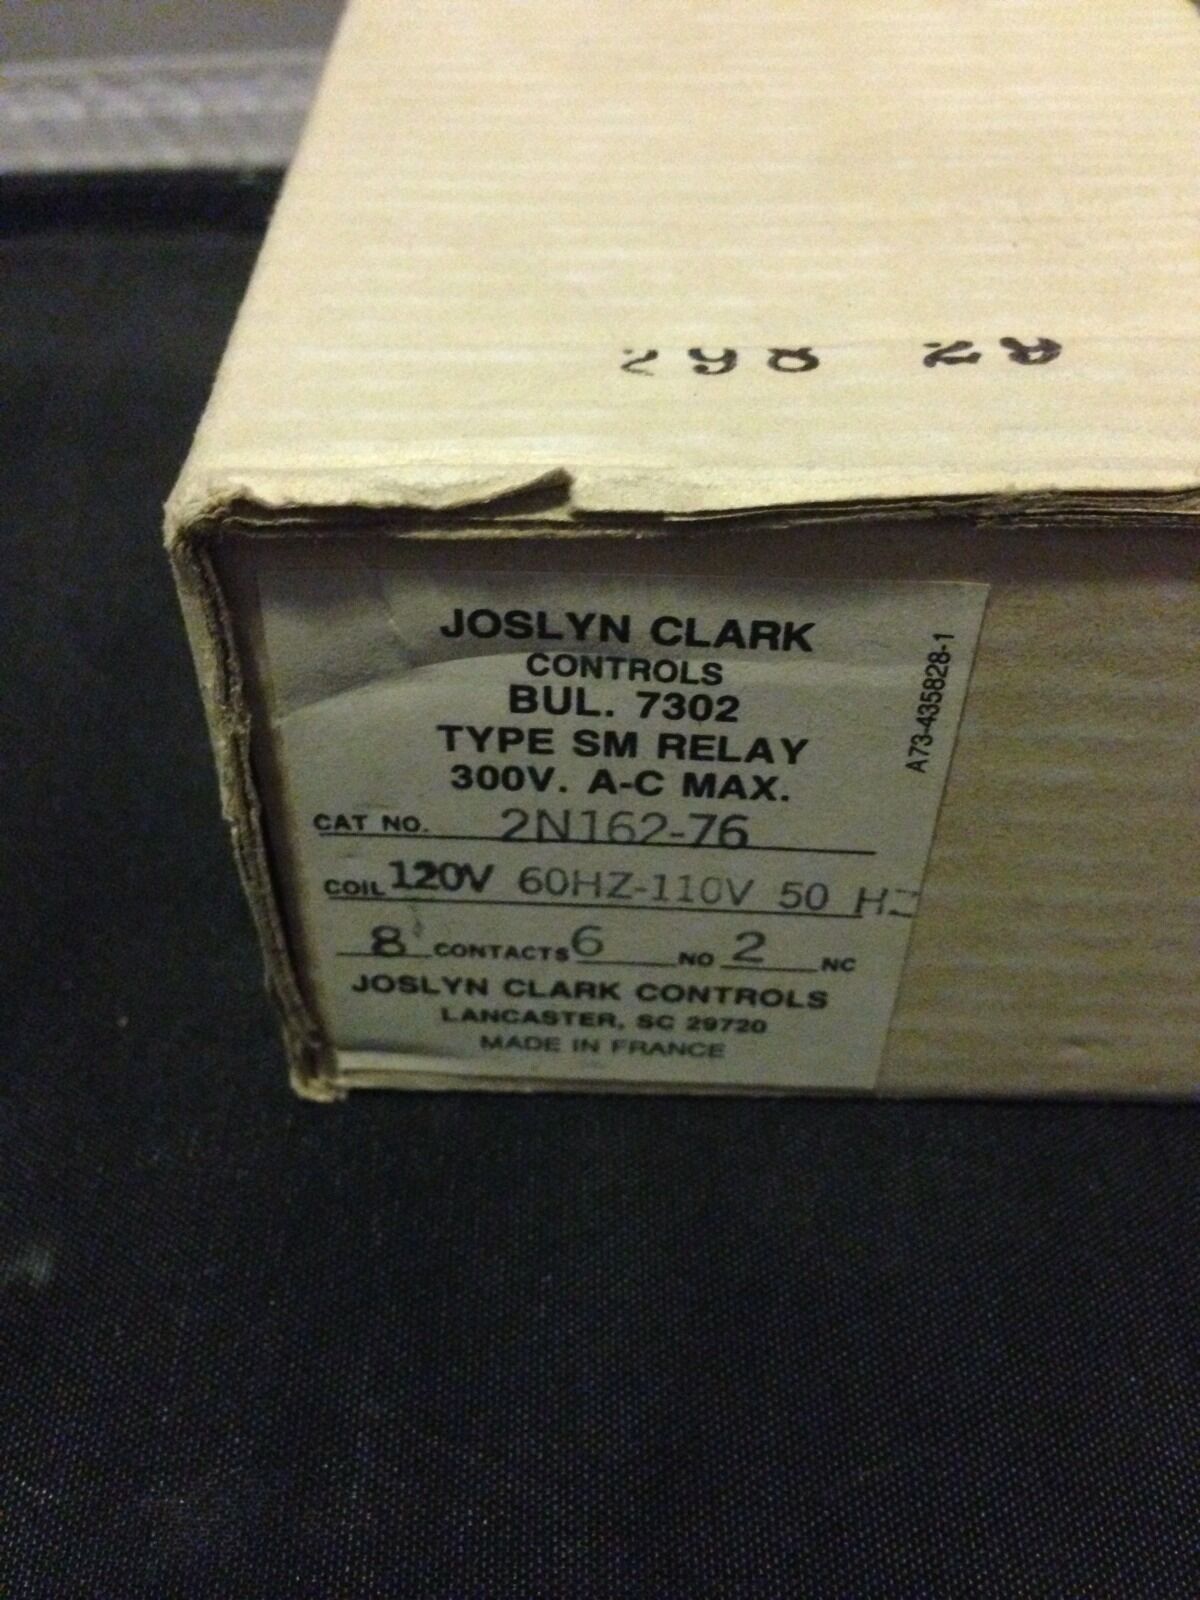 JOSLYN CLARK
CONTROLS
BUL. 7302
TYPE SM RELAY
300V. A-C MAX.
CAT NO. 2N162-76
COIL 120V 60HZ-110V 50 HZ
8 CONTACTS 6 NO 2 NC
JOSLYN CLARK CONTROLS
LANCASTER, SC 29720
MADE IN FRANCE
A73-435828-1